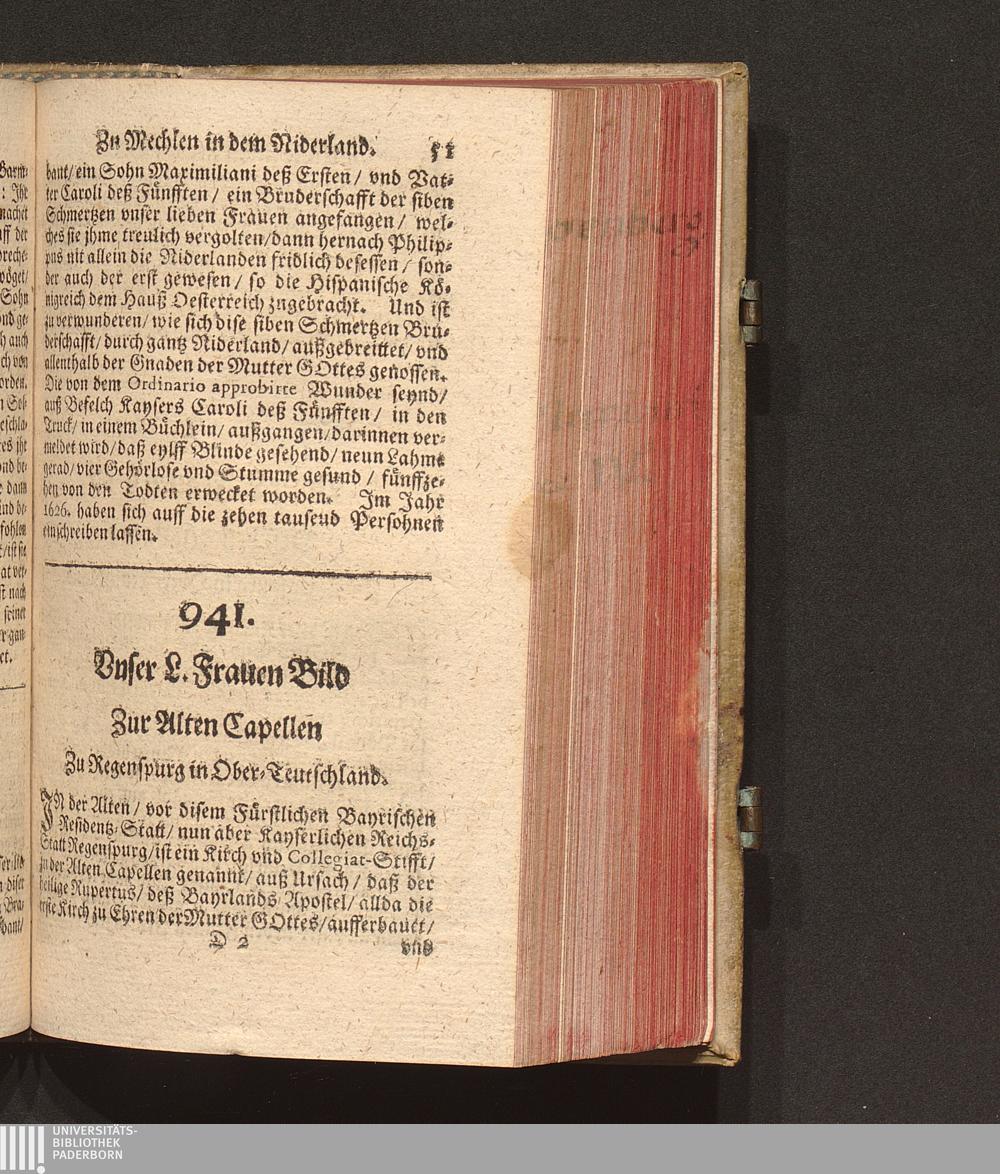 Zu Mechlen in dem Niderland. 51
bant/ ein Sohn Maximiliani deß Ersten / vnd Vat-
ter Caroli deß Fünfften / ein Bruderschafft der siben
Schmertzen vnser lieben Frauen angefangen / wel-
ches sie jhme treulich vergolten/dann hernach Philip-
pus nit allein die Niderlanden fridlich besessen / son-
der auch der erst gewesen / so die Hispanische Kö-
nigreich dem Hauß Oesterreich zugebracht. Und ist
zu verwunderen/ wie sich dise siben Schmertzen Bru-
derschafft/ durch gantz Niderland/ außgebreittet/ vnd
allenthalb der Gnaden der Mutter GOttes genossen.
Die von dem Ordinario approbirte Wunder seynd/
auß Befelch Kaysers Caroli deß Fünfften / in den
Truck/ in einem Büchlein/ außgangen/darinnen ver-
meldet wird/daß eylff Blinde gesehend/ neun Lahme
gerad/ vier Gehörlose vnd Stumme gesund / fünffze-
hen von den Todten erwecket worden. Im Jahr
1626. haben sich auff die zehen tausend Persohnen
einschreiben lassen.
941.
Vnser L. Frauen Bild
Zur Alten Capellen
Zu Regenspurg in Ober-Teutschland.
IN der Alten/ vor disem Fürstlichen Bayrischen
Residentz-Statt/ nun aber Kayserlichen Reichs-
Statt Regenspurg/ist ein Kirch vnd Collegiat-Stifft/
zu der Alten Capellen genannt/ auß Ursach/ daß der
heilige Rupertus/ deß Bayrlands Apostel/ allda die
erste Kirch zu Ehren der Mutter GOttes/aufferbauet/
D 2 vnd
UNIVERSITÄTS-
BIBLIOTHEK
PADERBORN